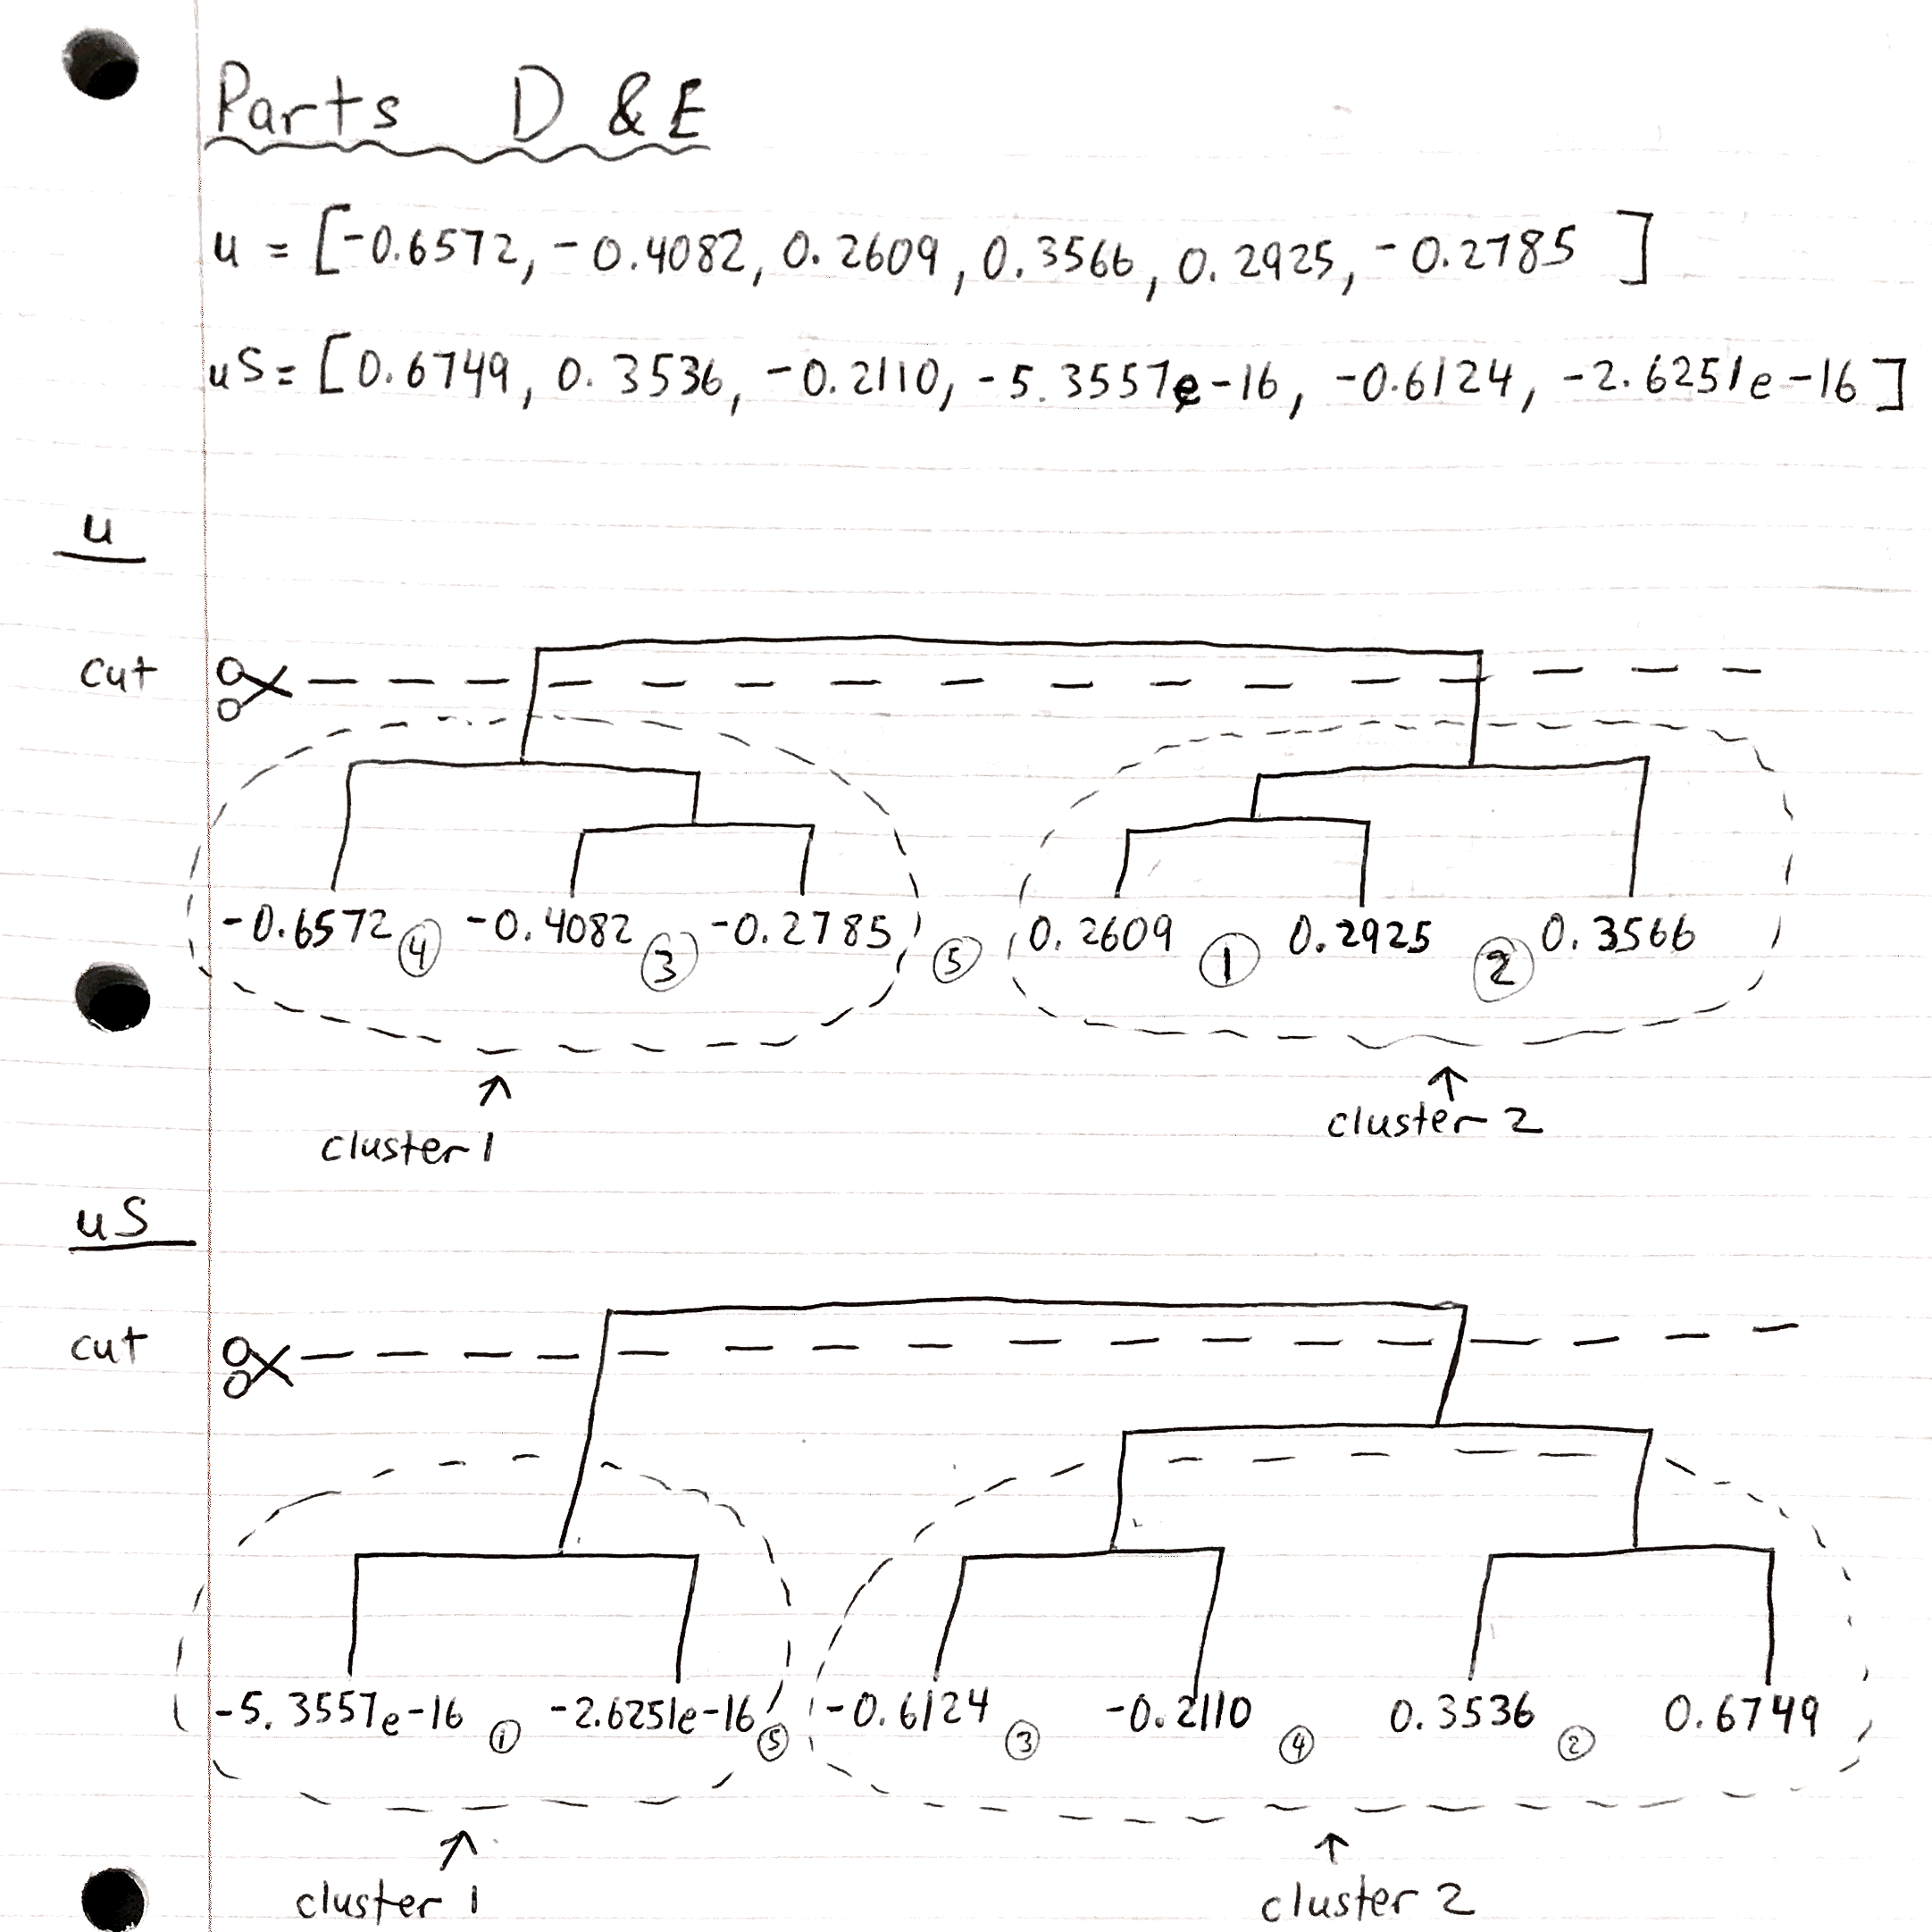 Parts D & E
u = [-0.6572, -0.4082, 0.2609, 0.3566, 0.2925, -0.2785 ]
uS= [0.6749, 0.3536, -0.2110, -5.3557e-16, -0.6124, -2.6251e-16]
u
cut
-0.6572 ④ -0.4082 ③ -0.2785 ⑤ 0.2609 ① 0.2925 ② 0.3566
cluster 1
cluster 2
uS
cut
-5.3557e-16 ① -2.6251e-16 ⑤ -0.6124 ③ -0.2110 ④ 0.3536 ② 0.6749
cluster 1
cluster 2